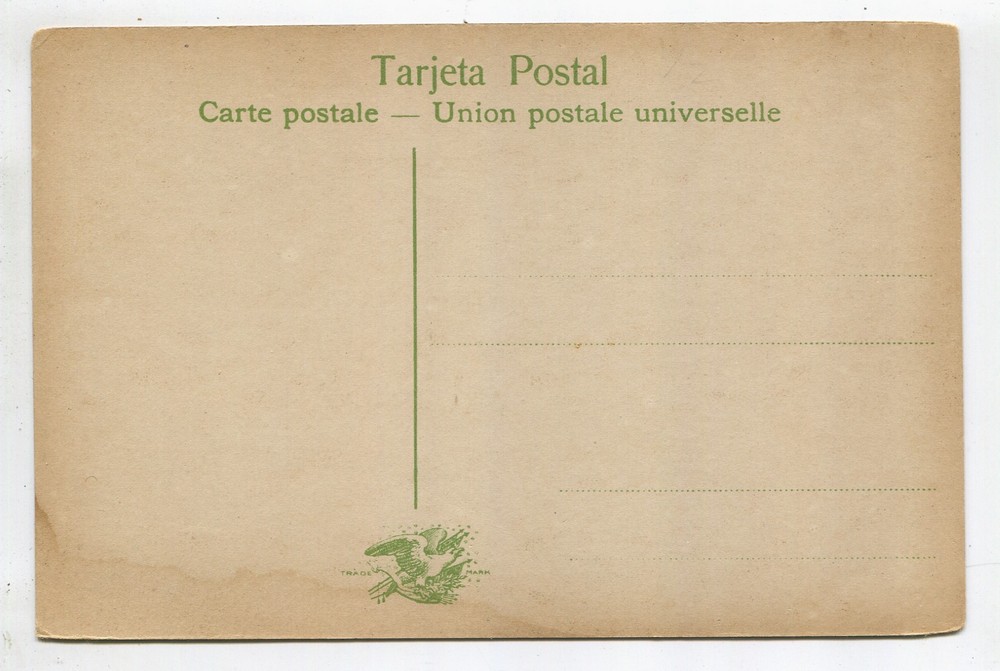 Tarjeta Postal
Carte postale — Union postale universelle
TRADE MARK